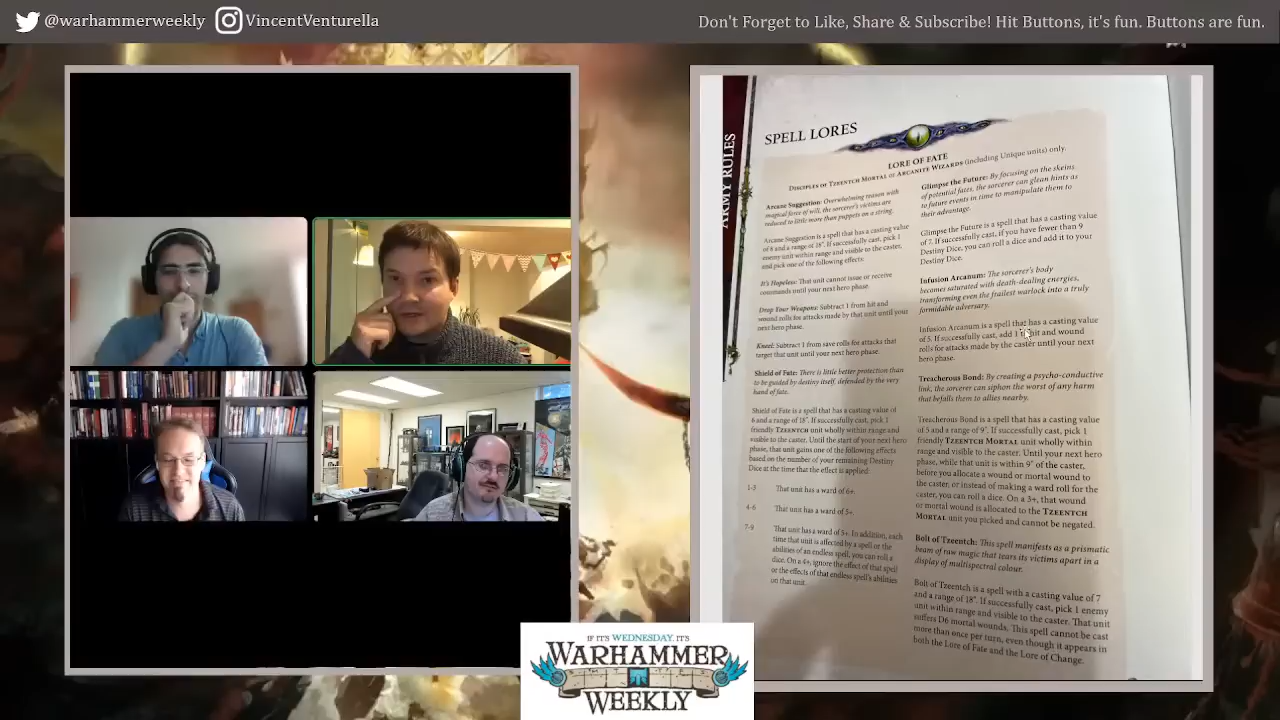 @warhammerweekly
VincentVenturella
Don't Forget to Like, Share & Subscribe! Hit Buttons, it's fun. Buttons are fun.
ARMY RULES
SPELL LORES
LORE OF FATE
DISCIPLES OF TZEENTCH MORTAL or ARCANITE WIZARDS (including Unique units) only.
Arcane Suggestion: Overwhelming reason with
magical force of will, the sorcerer's victims are
reduced to little more than puppets on a string.
Arcane Suggestion is a spell that has a casting value
of 8 and a range of 18". If successfully cast, pick 1
enemy unit within range and visible to the caster,
and pick one of the following effects:
It's Hopeless: That unit cannot issue or receive
commands until your next hero phase.
Drop Your Weapons: Subtract 1 from hit and
wound rolls for attacks made by that unit until your
next hero phase.
Kneel: Subtract 1 from save rolls for attacks that
target that unit until your next hero phase.
Shield of Fate: There is little better protection than
to be guided by destiny itself, defended by the very
hand of fate.
Shield of Fate is a spell that has a casting value of
6 and a range of 18". If successfully cast, pick 1
friendly TZEENTCH unit wholly within range and
visible to the caster. Until the start of your next hero
phase, that unit gains one of the following effects
based on the number of your remaining Destiny
Dice at the time that the effect is applied:
1-3 That unit has a ward of 6+.
4-6 That unit has a ward of 5+.
7-9 That unit has a ward of 5+. In addition, each
time that unit is affected by a spell or the
abilities of an endless spell, you can roll a
dice. On a 4+, ignore the effect of that spell
or the effects of that endless spell's abilities
on that unit.
Glimpse the Future: By focusing on the skeins
of potential fates, the sorcerer can glean hints as
to future events in time to manipulate them to
their advantage.
Glimpse the Future is a spell that has a casting value
of 7. If successfully cast, if you have fewer than 9
Destiny Dice, you can roll a dice and add it to your
Destiny Dice.
Infusion Arcanum: The sorcerer's body
becomes saturated with death-dealing energies,
transforming even the frailest warlock into a truly
formidable adversary.
Infusion Arcanum is a spell that has a casting value
of 5. If successfully cast, add 1 to hit and wound
rolls for attacks made by the caster until your next
hero phase.
Treacherous Bond: By creating a psycho-conductive
link, the sorcerer can siphon the worst of any harm
that befalls them to allies nearby.
Treacherous Bond is a spell that has a casting value
of 5 and a range of 9". If successfully cast, pick 1
friendly TZEENTCH MORTAL unit wholly within
range and visible to the caster. Until your next hero
phase, while that unit is within 9" of the caster,
before you allocate a wound or mortal wound to
the caster, or instead of making a ward roll for the
caster, you can roll a dice. On a 3+, that wound
or mortal wound is allocated to the TZEENTCH
MORTAL unit you picked and cannot be negated.
Bolt of Tzeentch: This spell manifests as a prismatic
beam of raw magic that tears its victims apart in a
display of multispectral colour.
Bolt of Tzeentch is a spell with a casting value of 7
and a range of 18". If successfully cast, pick 1 enemy
unit within range and visible to the caster. That unit
suffers D6 mortal wounds. This spell cannot be cast
more than once per turn, even though it appears in
both the Lore of Fate and the Lore of Change.
IF IT'S WEDNESDAY, IT'S
WARHAMMER
WEEKLY